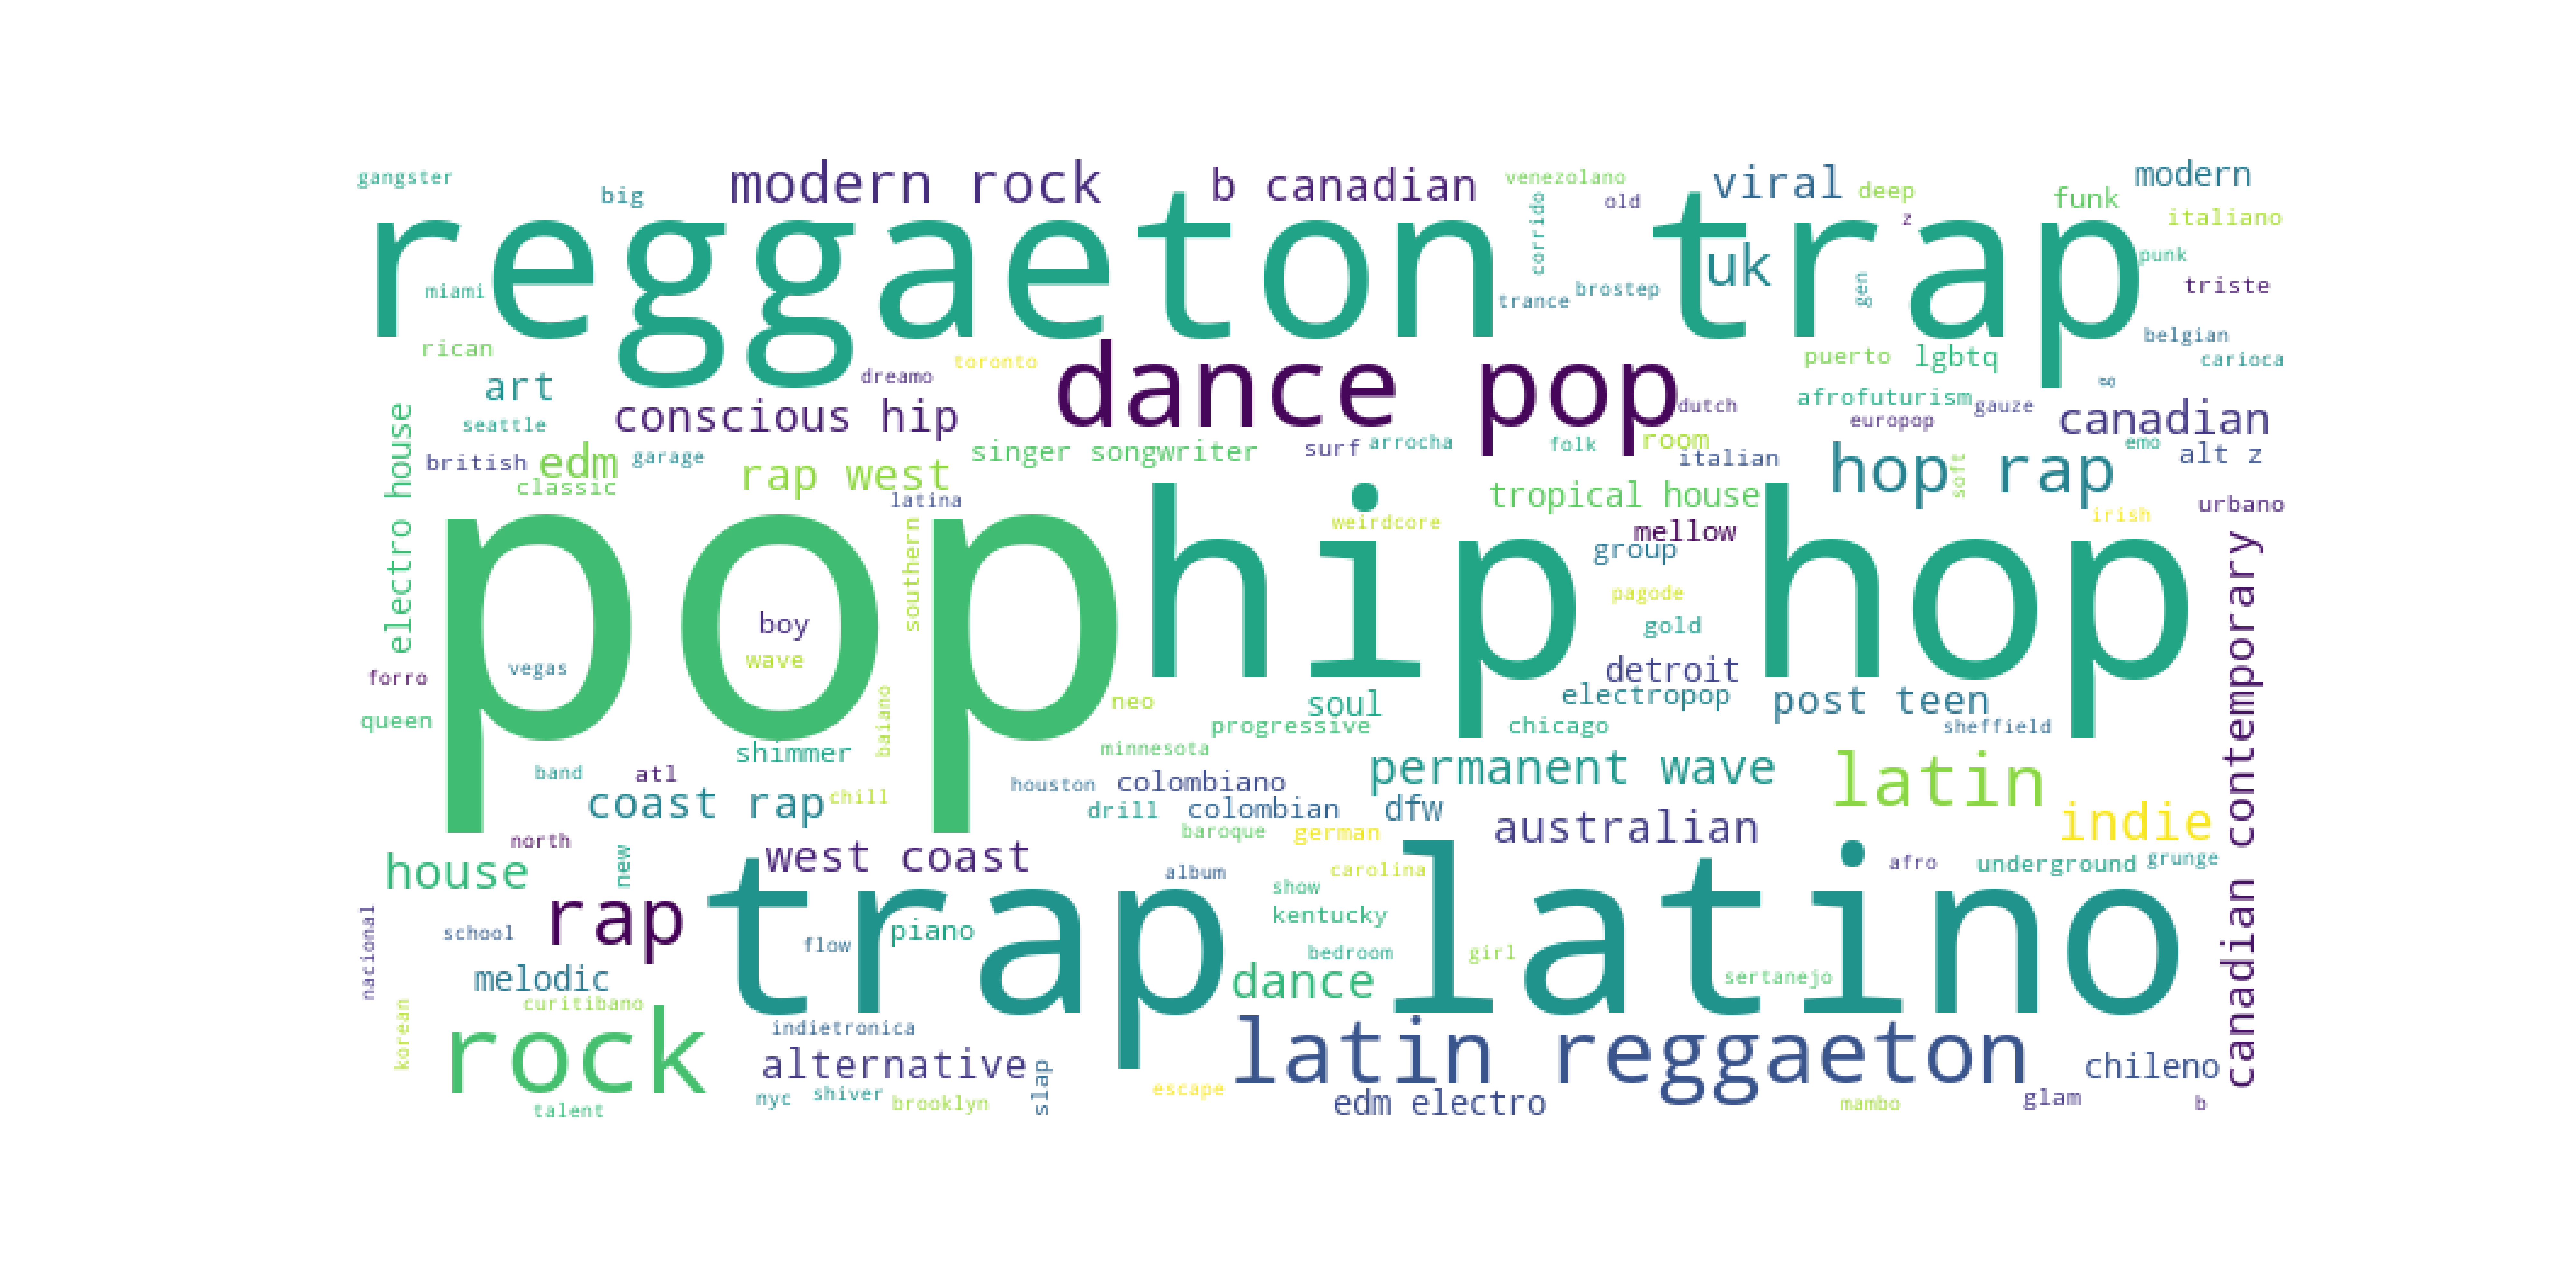 gangster
big
modern rock
b canadian
venezolano
old
viral
deep
z
funk
modern
italiano
reggaeton trap
corrido
uk
punk
triste
miami
trance
brostep
gen
belgian
rican
toronto
dreamo
puerto
lgbtq
carioca
art
dance pop
dutch
afrofuturism
gauze
europop
seattle
conscious hip
canadian
electro house
british
edm
garage
classic
rap west
singer songwriter
surf
arrocha
folk
room
italian
hop rap
soft
emo
alt z
latina
tropical house
urbano
weirdcore
mellow
irish
southern
group
pop
hip hop
canadian contemporary
boy
pagode
gold
wave
vegas
forro
detroit
queen
baiano
neo
soul
electropop
post teen
progressive
chicago
sheffield
shimmer
minnesota
band
atl
permanent wave
latin
houston
colombiano
coast rap
chill
drill
colombian
dfw
indie
north
baroque
german
australian
new
west coast
house
album
carolina
afro
underground
grunge
show
rap
trap latino
kentucky
nacional
school
flow
piano
bedroom
girl
melodic
dance
sertanejo
korean
curitibano
indietronica
rock
alternative
latin reggaeton
chileno
slap
escape
talent
nyc
shiver
brooklyn
edm electro
mambo
glam
b